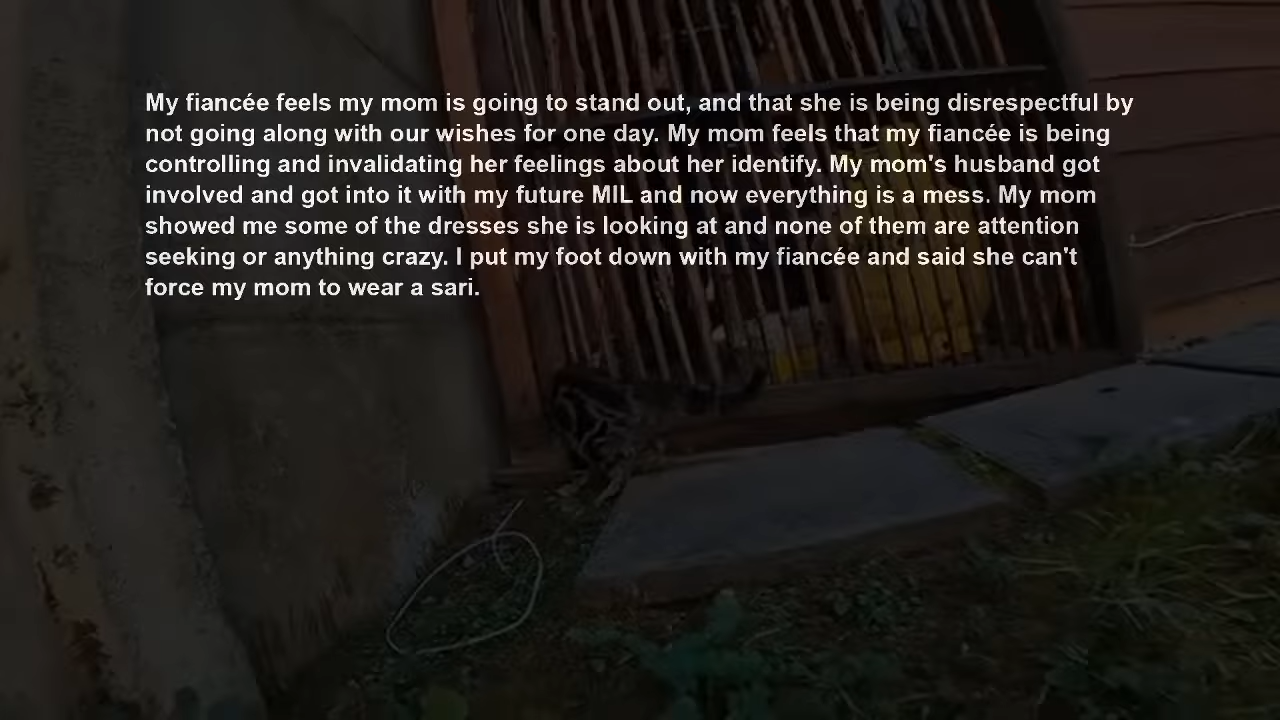 My fiancée feels my mom is going to stand out, and that she is being disrespectful by
not going along with our wishes for one day. My mom feels that my fiancée is being
controlling and invalidating her feelings about her identify. My mom's husband got
involved and got into it with my future MIL and now everything is a mess. My mom
showed me some of the dresses she is looking at and none of them are attention
seeking or anything crazy. I put my foot down with my fiancée and said she can't
force my mom to wear a sari.